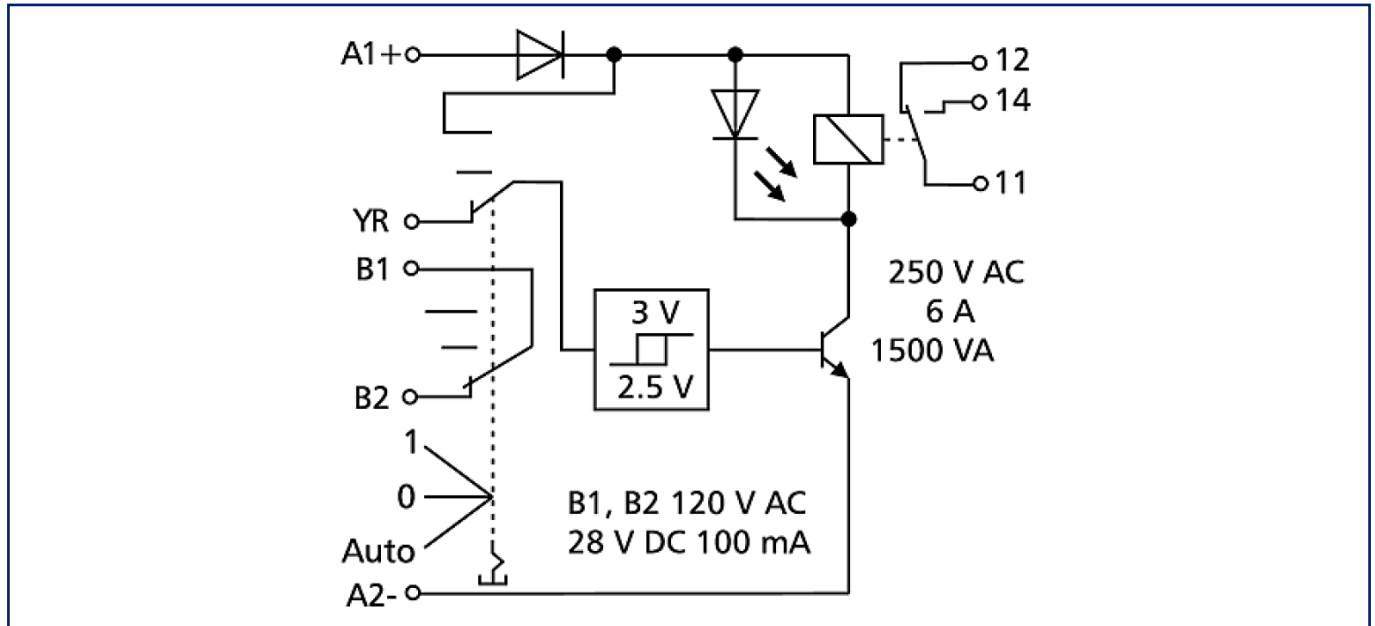 A1+
12
14
11
YR
B1
250 V AC
6 A
1500 VA
3 V
2.5 V
B2
1
0
Auto
B1, B2 120 V AC
28 V DC 100 mA
A2-